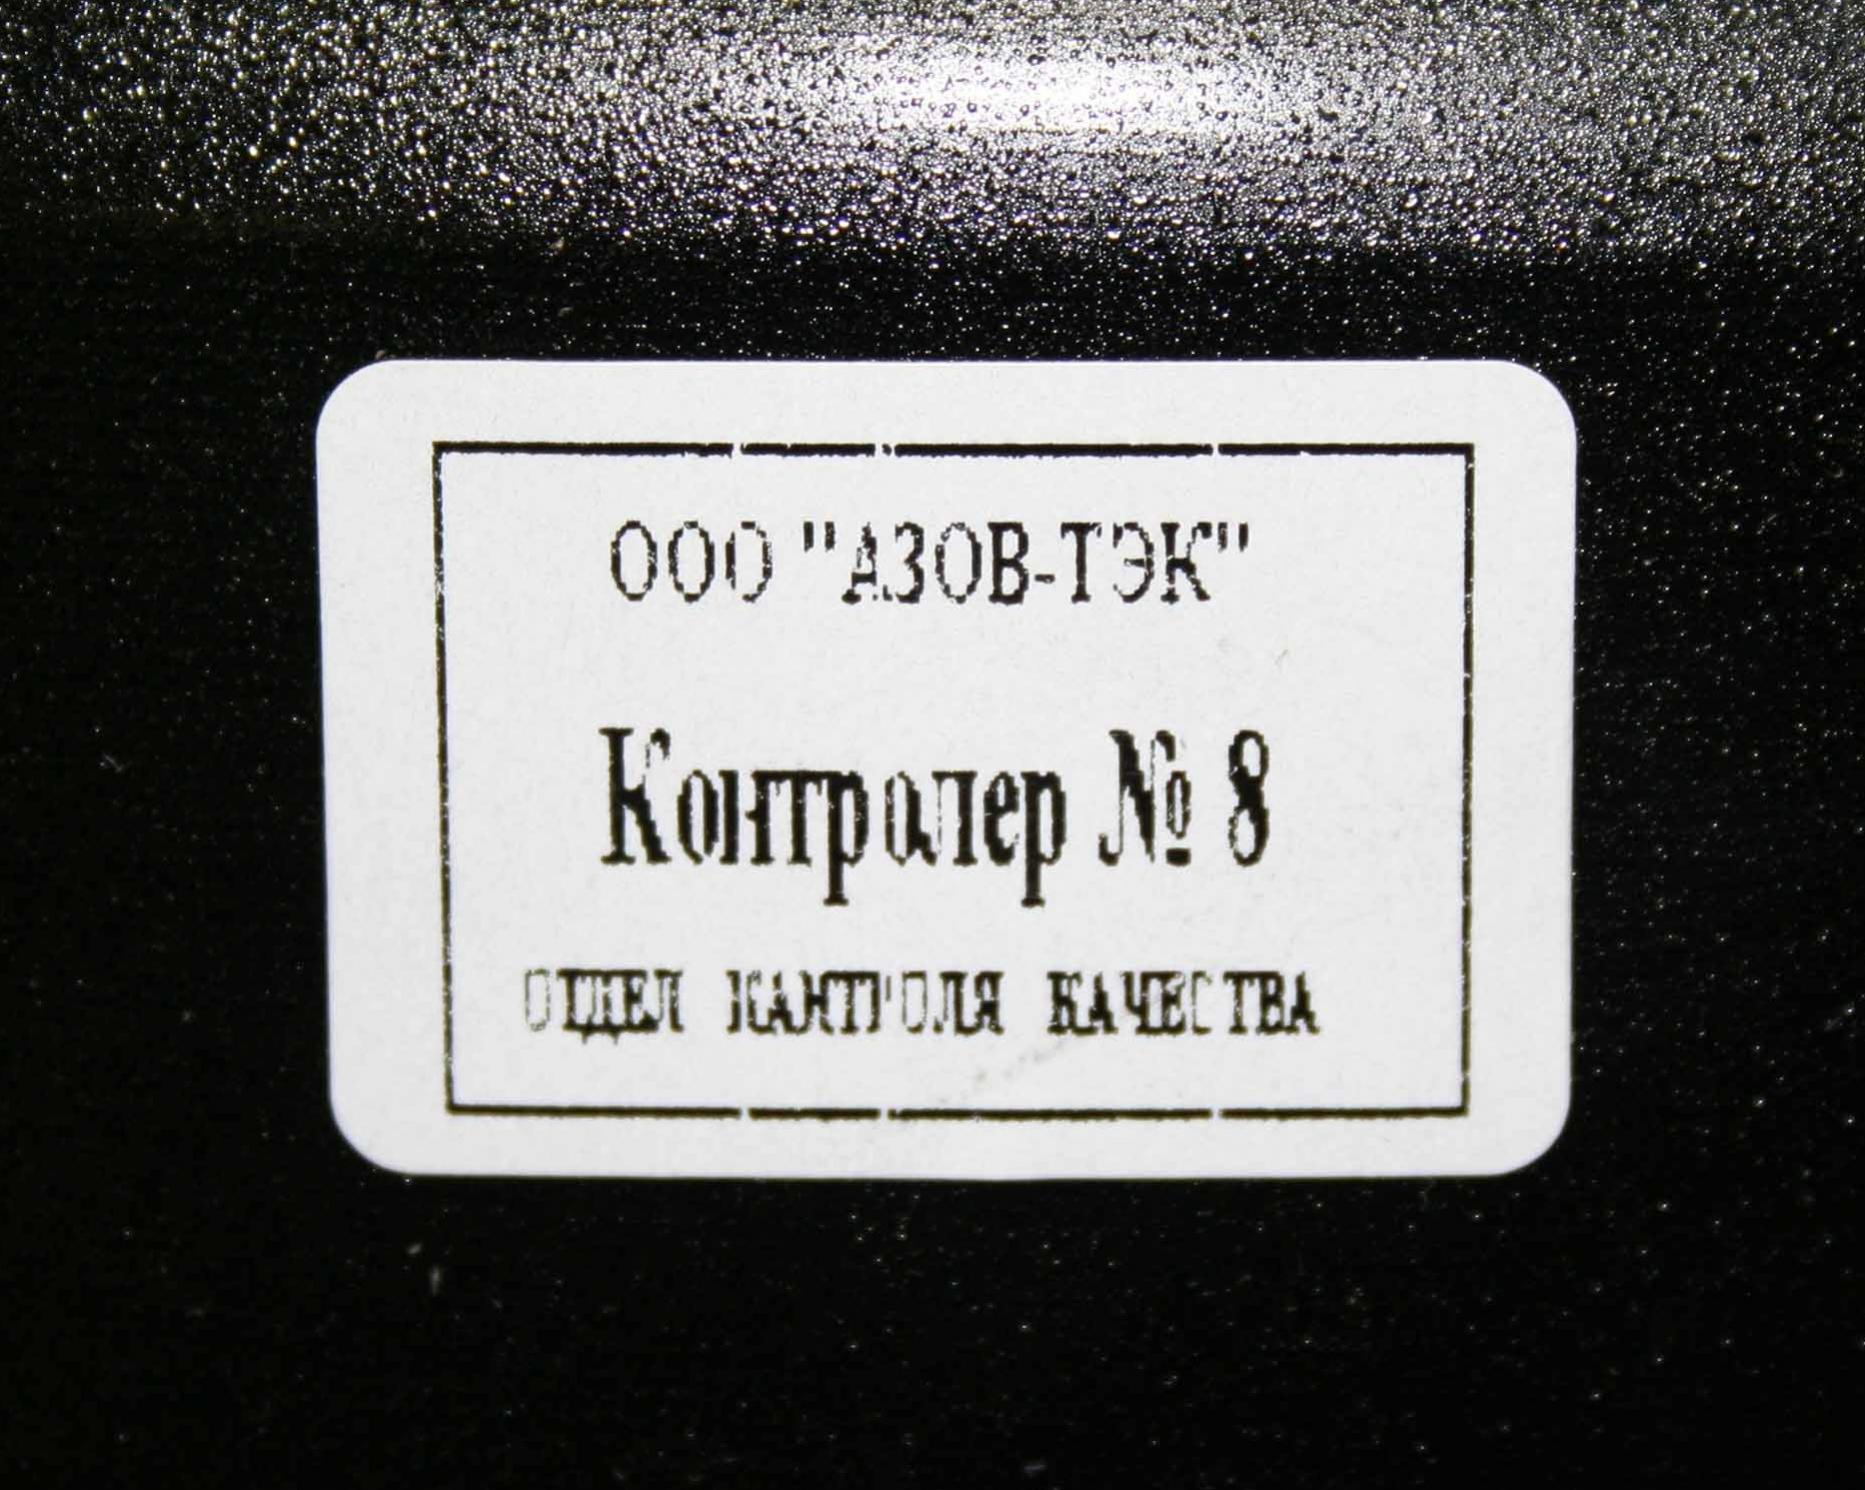 ООО "АЗОВ-ТЭК"
Контролер № 8
ОТДЕЛ КАНТРОЛЯ КАЧЕСТВА